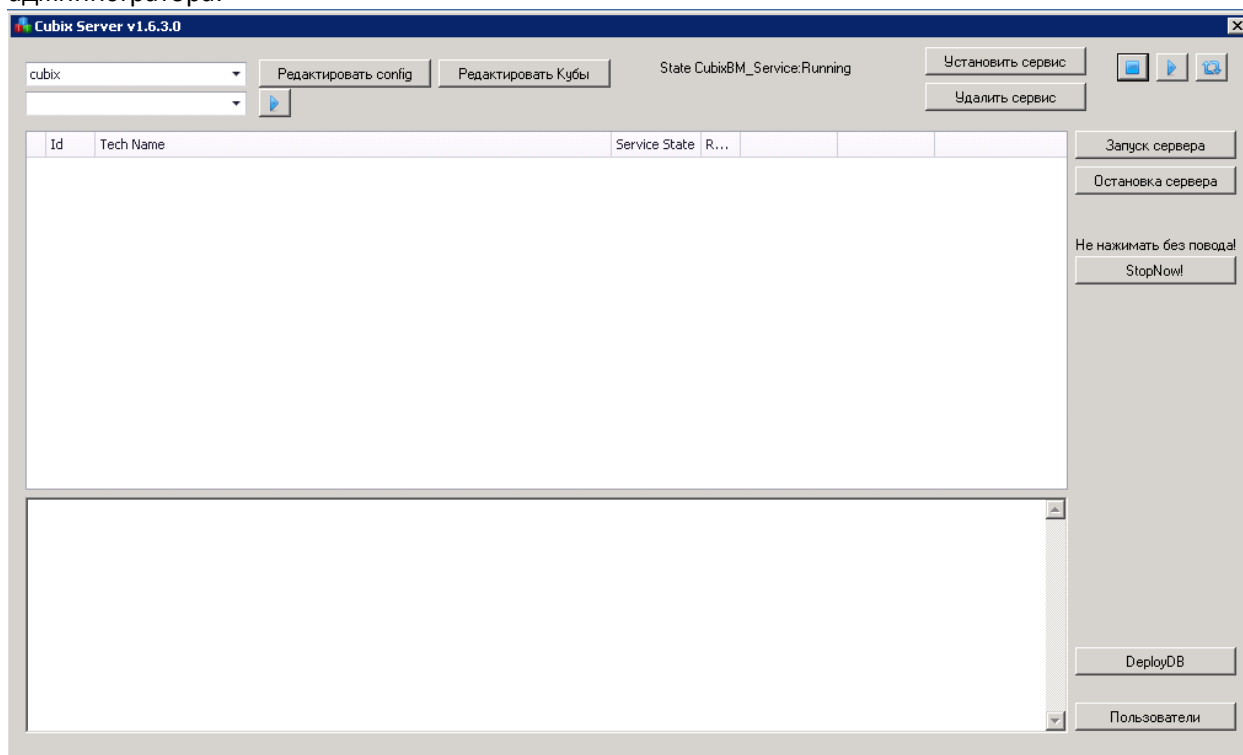 администратора.
Cubix Server v1.6.3.0
cubix
Редактировать config
Редактировать Кубы
State CubixBM_Service:Running
Установить сервис
Удалить сервис
Id Tech Name Service State R...
Запуск сервера
Остановка сервера
Не нажимать без повода!
StopNow!
DeployDB
Пользователи